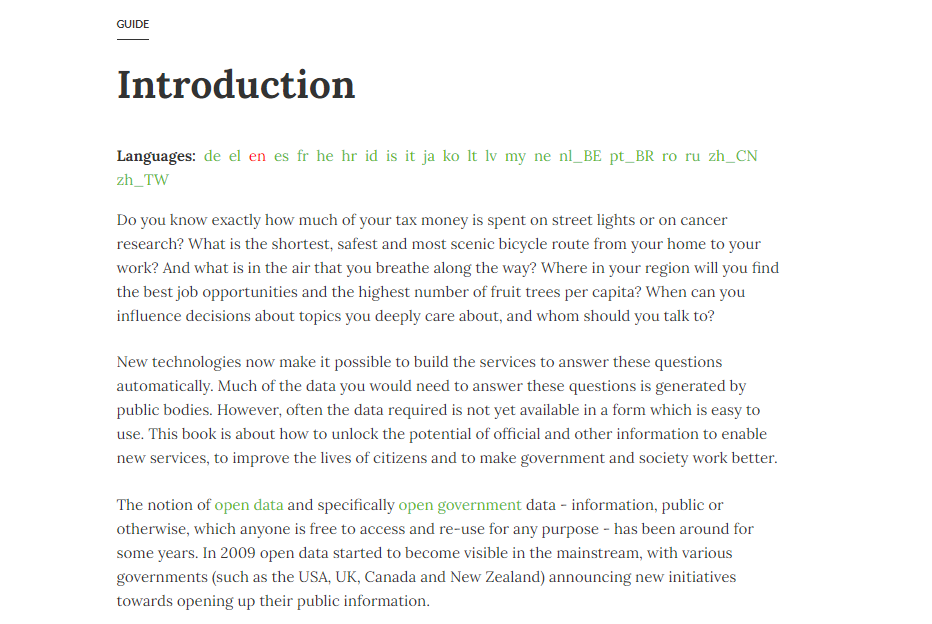 GUIDE
Introduction
Languages: de el en es fr he hr id is it ja ko lt lv my ne nl_BE pt_BR ro ru zh_CN
zh_TW
Do you know exactly how much of your tax money is spent on street lights or on cancer
research? What is the shortest, safest and most scenic bicycle route from your home to your
work? And what is in the air that you breathe along the way? Where in your region will you find
the best job opportunities and the highest number of fruit trees per capita? When can you
influence decisions about topics you deeply care about, and whom should you talk to?
New technologies now make it possible to build the services to answer these questions
automatically. Much of the data you would need to answer these questions is generated by
public bodies. However, often the data required is not yet available in a form which is easy to
use. This book is about how to unlock the potential of official and other information to enable
new services, to improve the lives of citizens and to make government and society work better.
The notion of open data and specifically open government data - information, public or
otherwise, which anyone is free to access and re-use for any purpose - has been around for
some years. In 2009 open data started to become visible in the mainstream, with various
governments (such as the USA, UK, Canada and New Zealand) announcing new initiatives
towards opening up their public information.